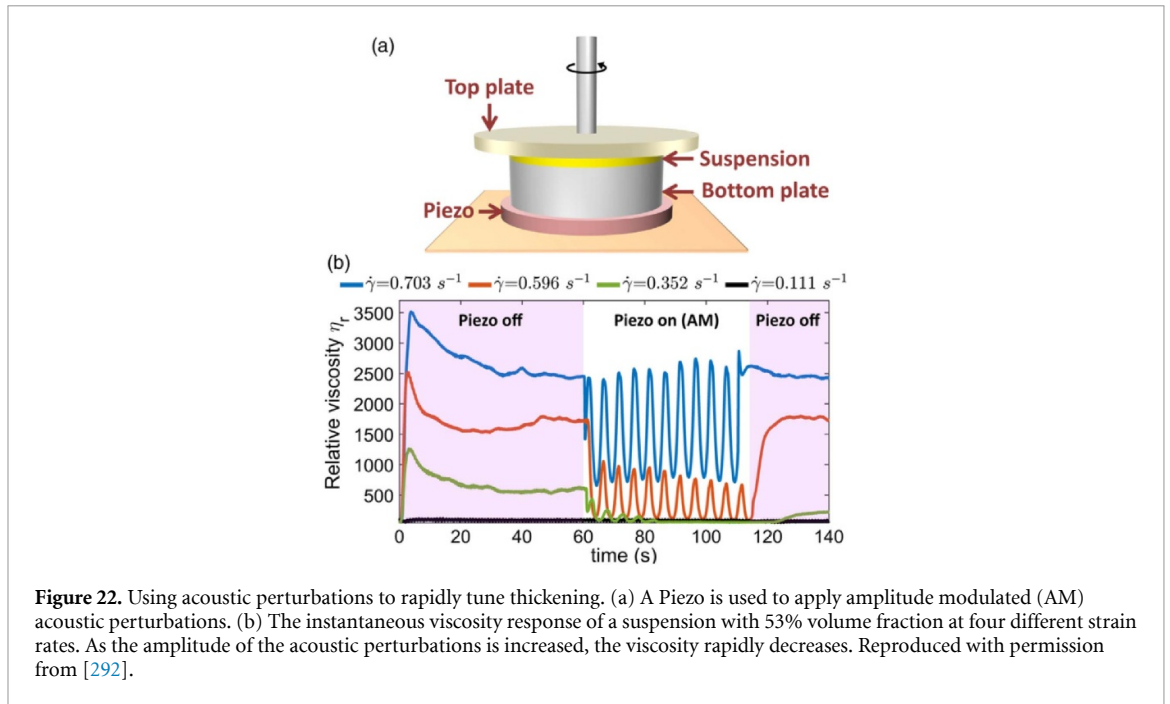 (a)
Top plate
Suspension
Bottom plate
Piezo
(b)
γ̇=0.703 s⁻¹ γ̇=0.596 s⁻¹ γ̇=0.352 s⁻¹ γ̇=0.111 s⁻¹
Piezo off Piezo on (AM) Piezo off
Relative viscosity ηr
3500
3000
2500
2000
1500
1000
500
0 20 40 60 80 100 120 140
time (s)
Figure 22. Using acoustic perturbations to rapidly tune thickening. (a) A Piezo is used to apply amplitude modulated (AM)
acoustic perturbations. (b) The instantaneous viscosity response of a suspension with 53% volume fraction at four different strain
rates. As the amplitude of the acoustic perturbations is increased, the viscosity rapidly decreases. Reproduced with permission
from [292].